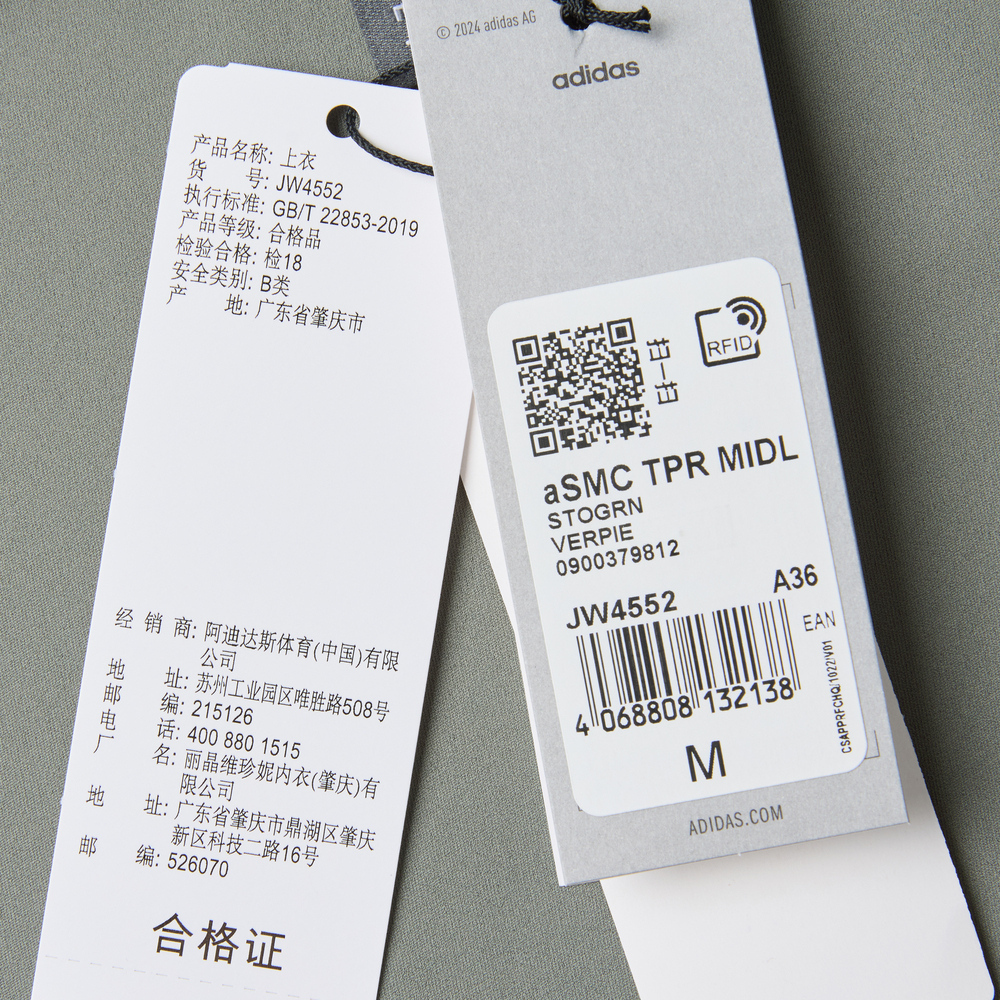 产品名称: 上衣
货 号: JW4552
执行标准: GB/T 22853-2019
产品等级: 合格品
检验合格: 检18
安全类别: B类
产 地: 广东省肇庆市
经 销 商: 阿迪达斯体育(中国)有限
公司
地 址: 苏州工业园区唯胜路508号
邮 编: 215126
电 话: 400 880 1515
厂 名: 丽晶维珍妮内衣(肇庆)有
限公司
地 址: 广东省肇庆市鼎湖区肇庆
新区科技二路16号
邮 编: 526070
合格证
© 2024 adidas AG
adidas
RFID
aSMC TPR MIDL
STOGRN
VERPIE
0900379812
JW4552 A36
EAN
4 068808 132138
M
CSAPPRFCHQ/1022/V01
ADIDAS.COM